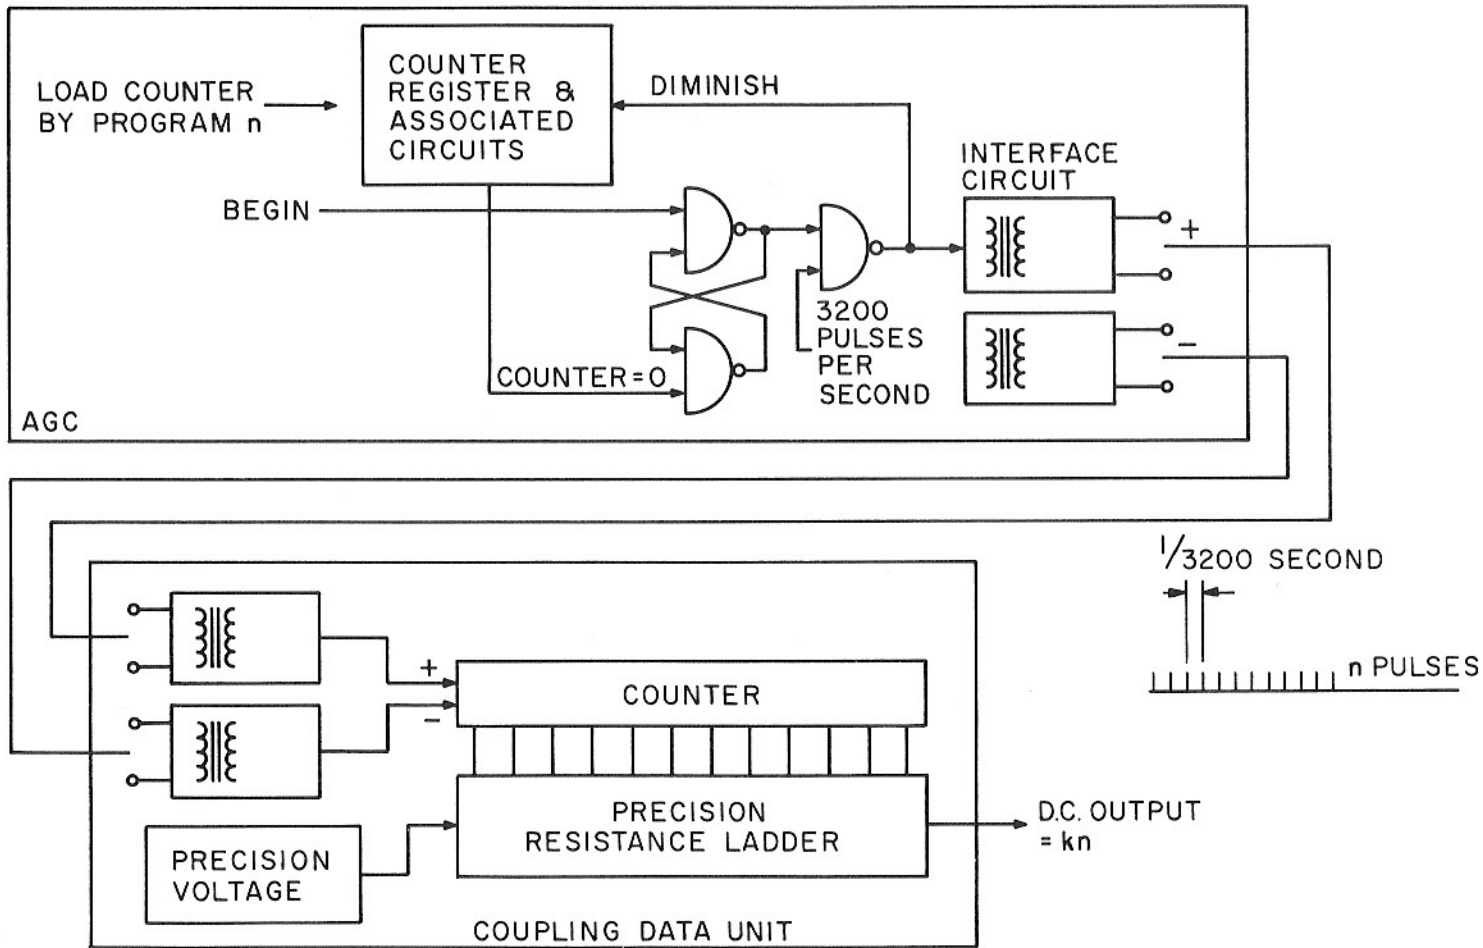 COUNTER
REGISTER &
ASSOCIATED
CIRCUITS
LOAD COUNTER
BY PROGRAM n
DIMINISH
BEGIN
INTERFACE
CIRCUIT
+
-
3200
PULSES
PER
SECOND
COUNTER=0
AGC
1/3200 SECOND
n PULSES
+
-
COUNTER
PRECISION
RESISTANCE LADDER
D.C. OUTPUT
= kn
PRECISION
VOLTAGE
COUPLING DATA UNIT